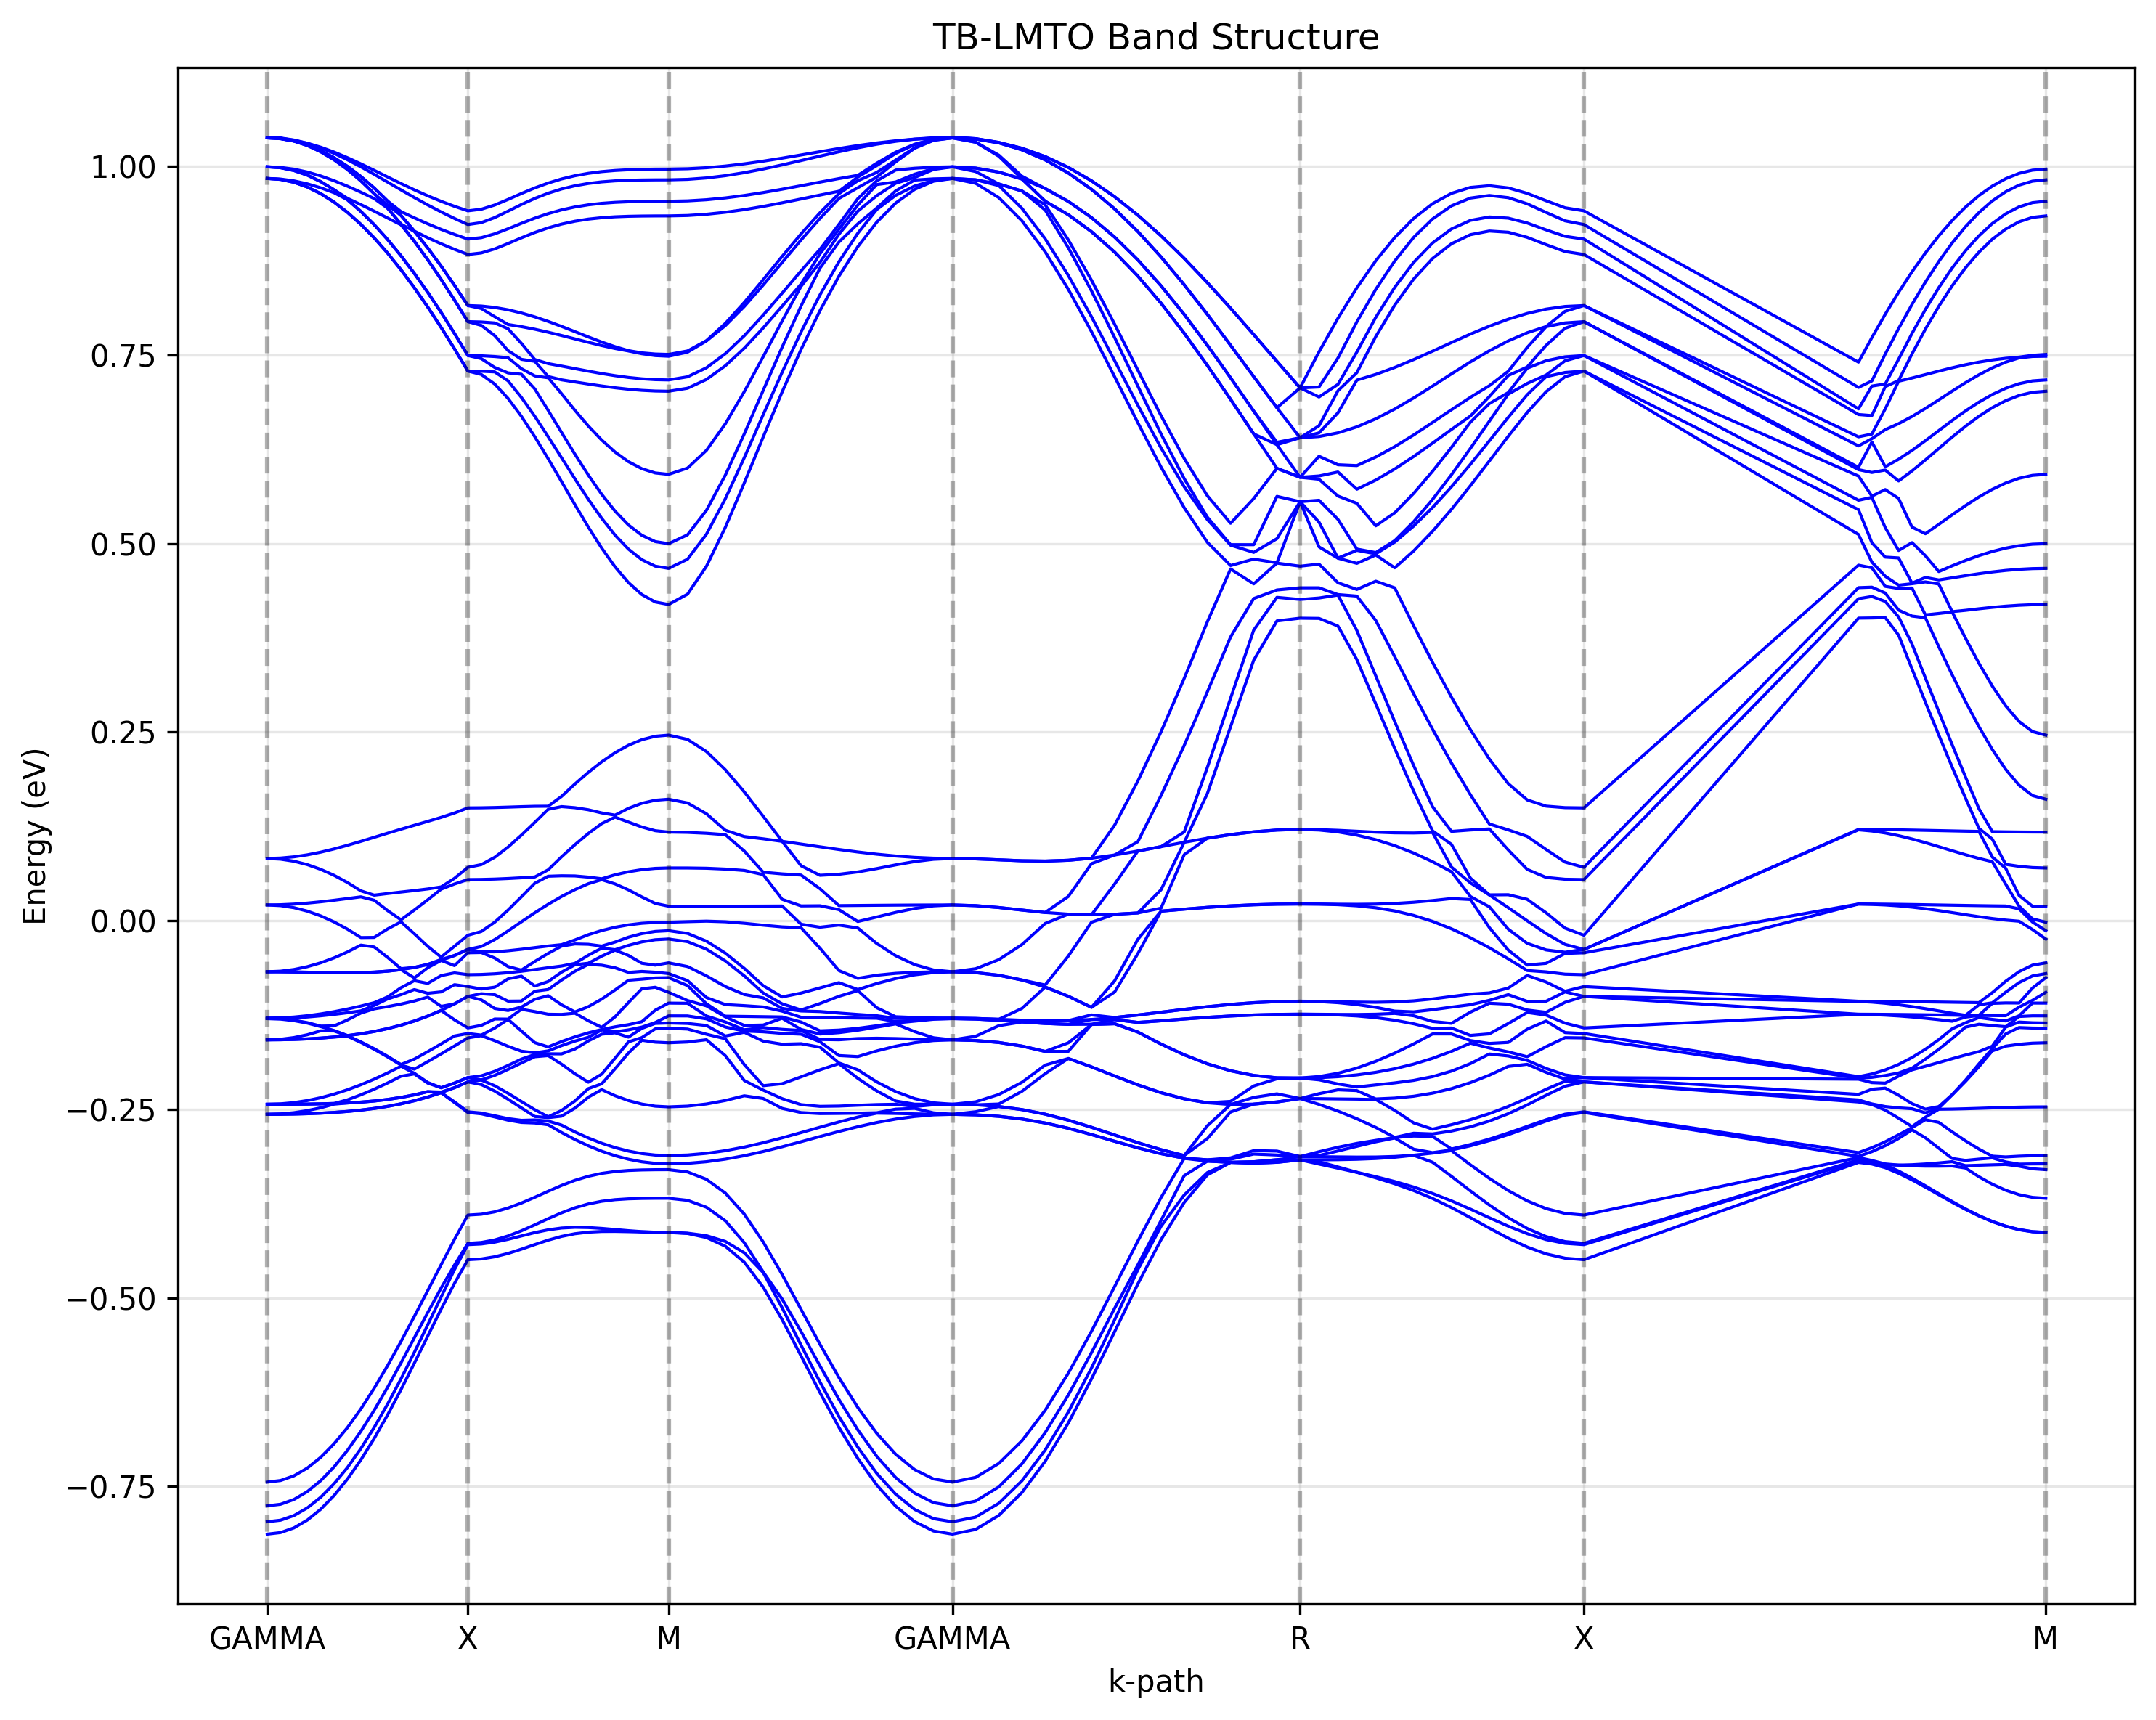 TB-LMTO Band Structure
1.00
0.75
0.50
0.25
0.00
−0.25
−0.50
−0.75
Energy (eV)
GAMMA X M GAMMA R X M
k-path